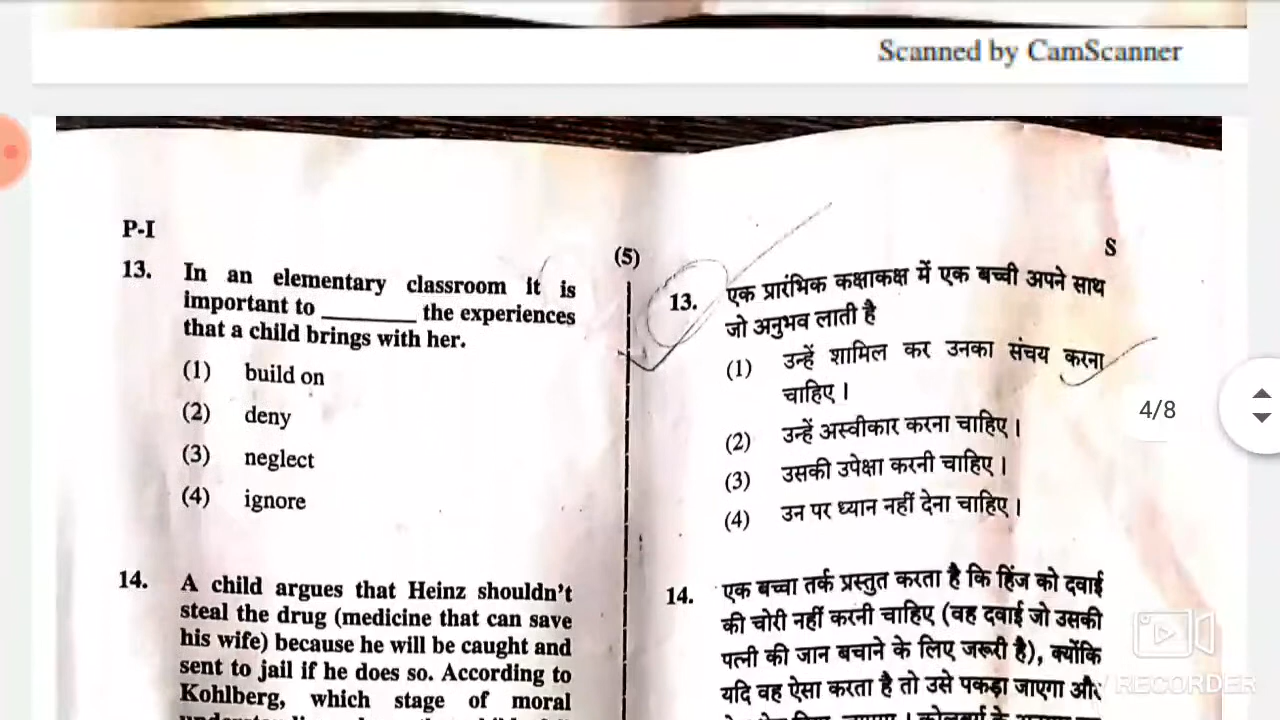 Scanned by CamScanner
P-I
(5)
S
13. In an elementary classroom it is
important to ________ the experiences
that a child brings with her.
(1) build on
(2) deny
(3) neglect
(4) ignore
14. A child argues that Heinz shouldn't
steal the drug (medicine that can save
his wife) because he will be caught and
sent to jail if he does so. According to
Kohlberg, which stage of moral
13. एक प्रारंभिक कक्षाकक्ष में एक बच्ची अपने साथ
जो अनुभव लाती है
(1) उन्हें शामिल कर उनका संचय करना
चाहिए।
(2) उन्हें अस्वीकार करना चाहिए।
(3) उसकी उपेक्षा करनी चाहिए।
(4) उन पर ध्यान नहीं देना चाहिए।
14. एक बच्चा तर्क प्रस्तुत करता है कि हिंज को दवाई
की चोरी नहीं करनी चाहिए (वह दवाई जो उसकी
पत्नी की जान बचाने के लिए जरूरी है), क्योंकि
यदि वह ऐसा करता है तो उसे पकड़ा जाएगा और
4/8
RECORDER